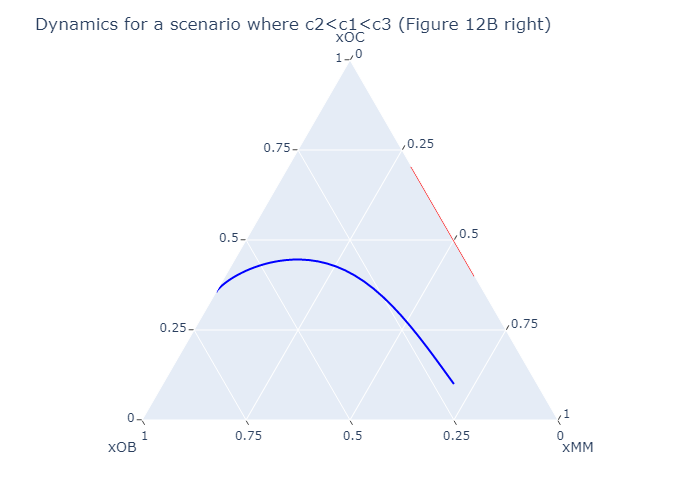 Dynamics for a scenario where c2<c1<c3 (Figure 12B right)
xOC
1 0
0.75 0.25
0.5 0.5
0.25 0.75
0 1
1 0.75 0.5 0.25 0
xOB xMM